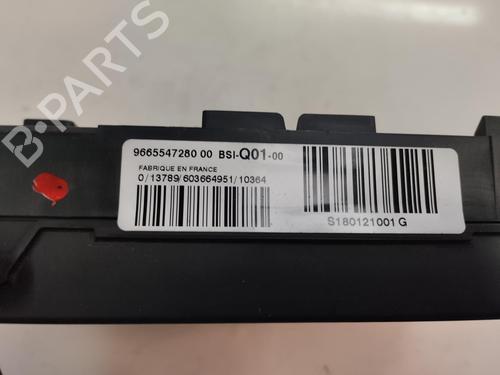 9665547280 00 BSI-Q01-00
FABRIQUE EN FRANCE
0/13789/603664951/10364
S180121001 G
B-PARTS